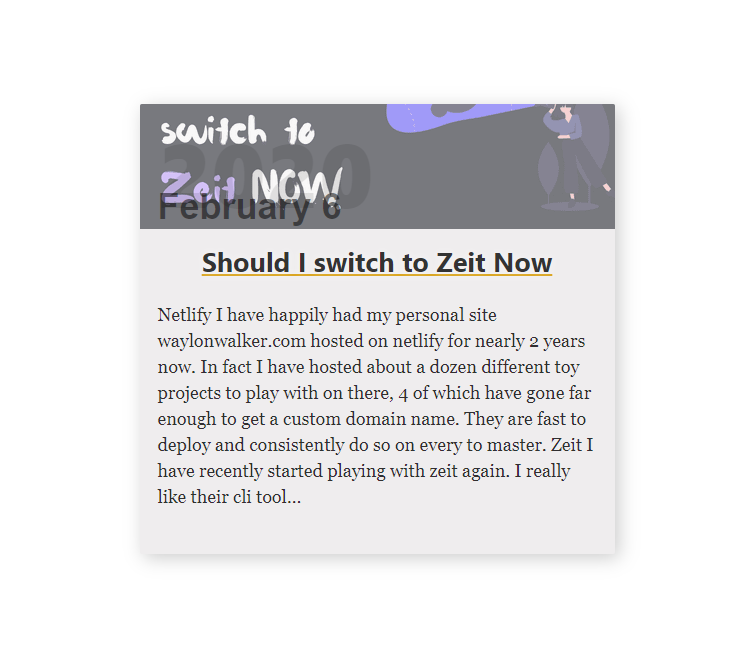 switch to
2020
Zeit NOW
February 6
Should I switch to Zeit Now
Netlify I have happily had my personal site
waylonwalker.com hosted on netlify for nearly 2 years
now. In fact I have hosted about a dozen different toy
projects to play with on there, 4 of which have gone far
enough to get a custom domain name. They are fast to
deploy and consistently do so on every to master. Zeit I
have recently started playing with zeit again. I really
like their cli tool...